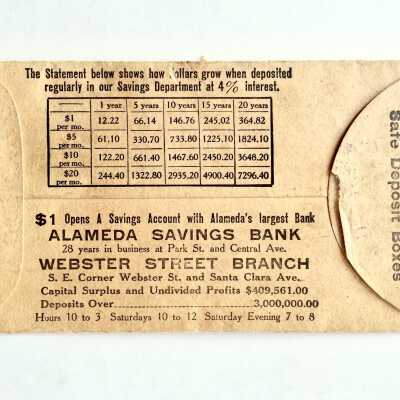 The Statement below shows how dollars grow when deposited
regularly in our Savings Department at 4% interest.
1 year 5 years 10 years 15 years 20 years
$1 per mo. 12.22 66.14 146.76 245.02 364.82
$5 per mo. 61.10 330.70 733.80 1225.10 1824.10
$10 per mo. 122.20 661.40 1467.60 2450.20 3648.20
$20 per mo. 244.40 1322.80 2935.20 4900.40 7296.40
$1 Opens A Savings Account with Alameda's largest Bank
ALAMEDA SAVINGS BANK
28 years in business at Park St. and Central Ave.
WEBSTER STREET BRANCH
S. E. Corner Webster St. and Santa Clara Ave.
Capital Surplus and Undivided Profits $409,561.00
Deposits Over 3,000,000.00
Hours 10 to 3 Saturdays 10 to 12 Saturday Evening 7 to 8
Safe Deposit Boxes